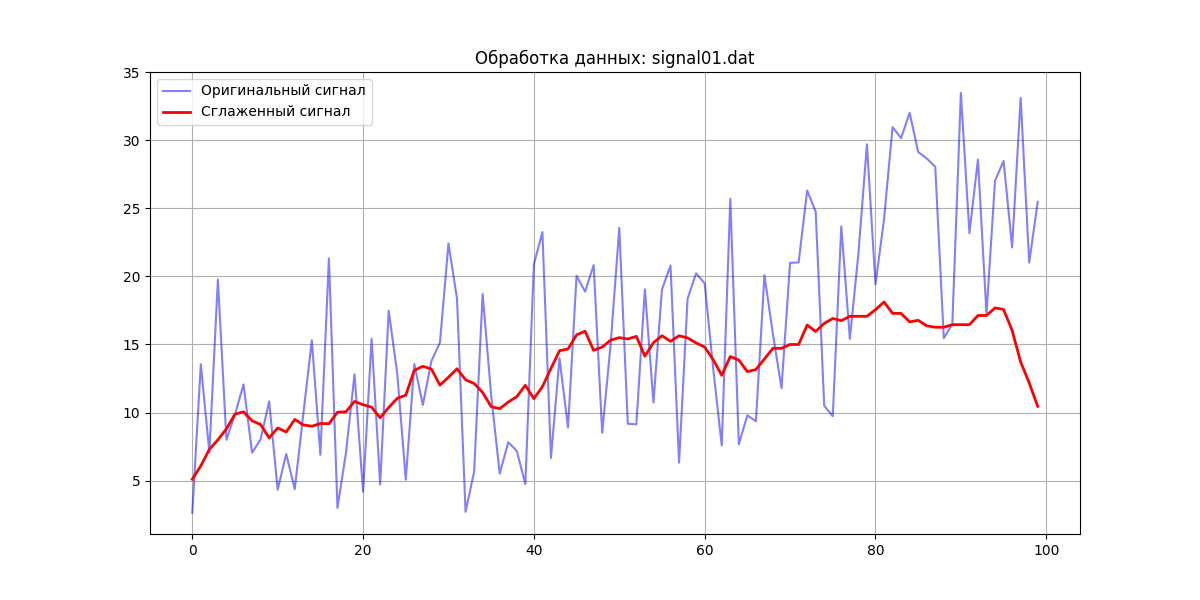 Обработка данных: signal01.dat
Оригинальный сигнал
Сглаженный сигнал
35
30
25
20
15
10
5
0 20 40 60 80 100